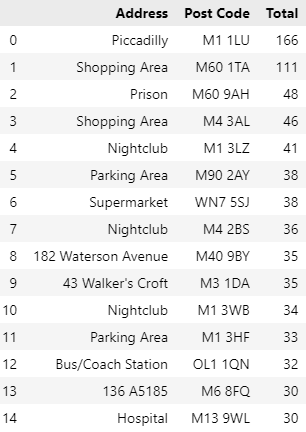 Address Post Code Total
0 Piccadilly M1 1LU 166
1 Shopping Area M60 1TA 111
2 Prison M60 9AH 48
3 Shopping Area M4 3AL 46
4 Nightclub M1 3LZ 41
5 Parking Area M90 2AY 38
6 Supermarket WN7 5SJ 38
7 Nightclub M4 2BS 36
8 182 Waterson Avenue M40 9BY 35
9 43 Walker's Croft M3 1DA 35
10 Nightclub M1 3WB 34
11 Parking Area M1 3HF 33
12 Bus/Coach Station OL1 1QN 32
13 136 A5185 M6 8FQ 30
14 Hospital M13 9WL 30